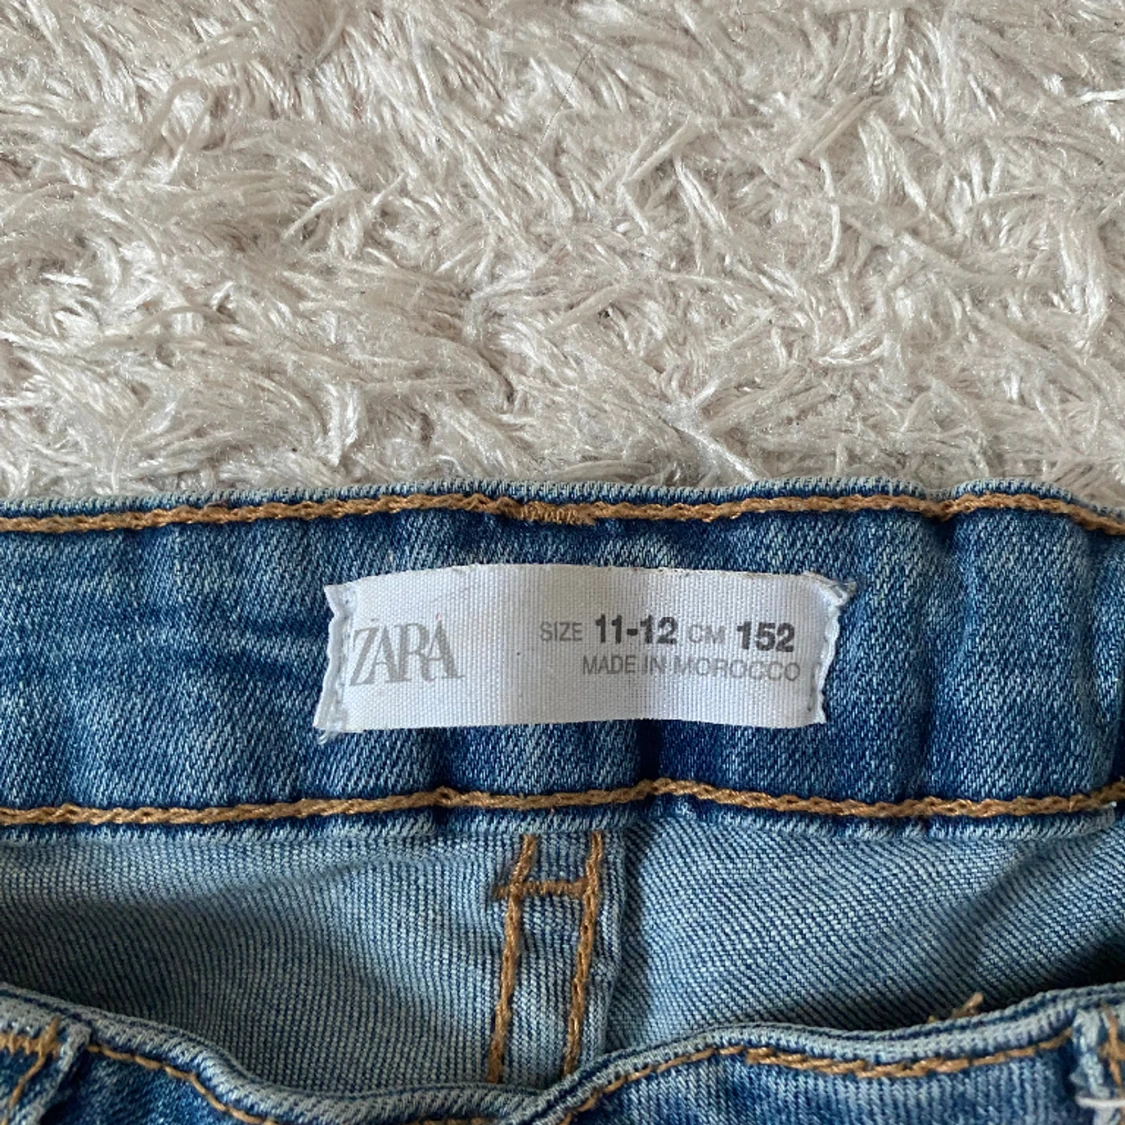 ZARA
SIZE 11-12 CM 152
MADE IN MOROCCO